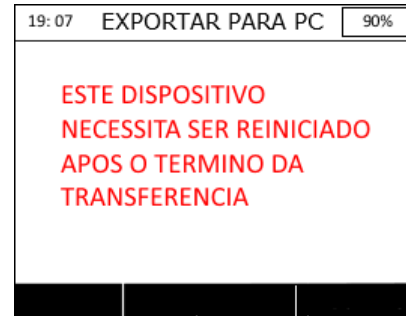 19: 07 EXPORTAR PARA PC 90%
ESTE DISPOSITIVO
NECESSITA SER REINICIADO
APOS O TERMINO DA
TRANSFERENCIA